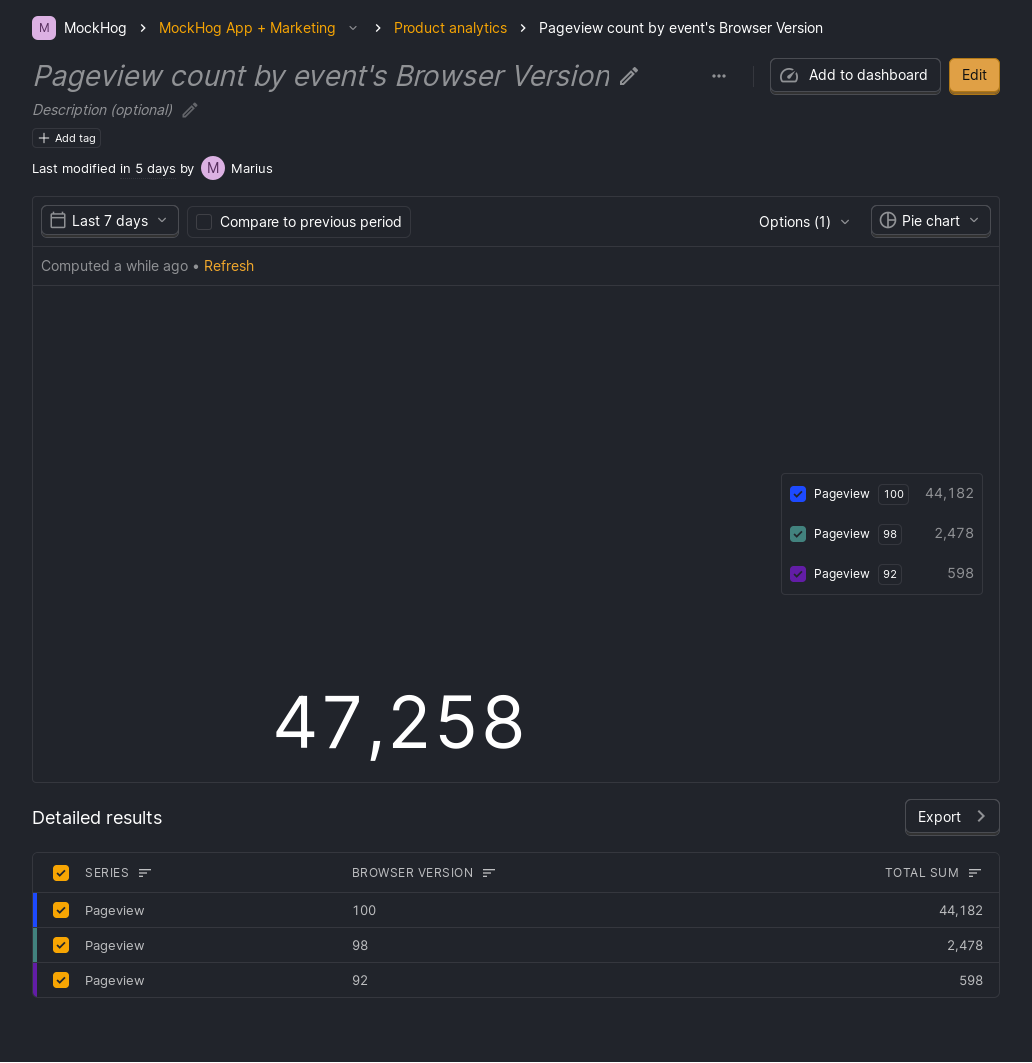 M MockHog > MockHog App + Marketing > Product analytics > Pageview count by event's Browser Version
Pageview count by event's Browser Version
Add to dashboard
Edit
Description (optional)
Add tag
Last modified in 5 days by M Marius
Last 7 days
Compare to previous period
Options (1)
Pie chart
Computed a while ago • Refresh
Pageview 100 44,182
Pageview 98 2,478
Pageview 92 598
47,258
Detailed results
Export
SERIES BROWSER VERSION TOTAL SUM
Pageview 100 44,182
Pageview 98 2,478
Pageview 92 598